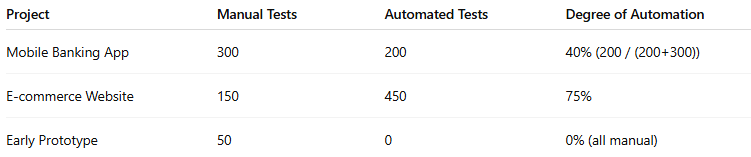 Project Manual Tests Automated Tests Degree of Automation
Mobile Banking App 300 200 40% (200 / (200+300))
E-commerce Website 150 450 75%
Early Prototype 50 0 0% (all manual)